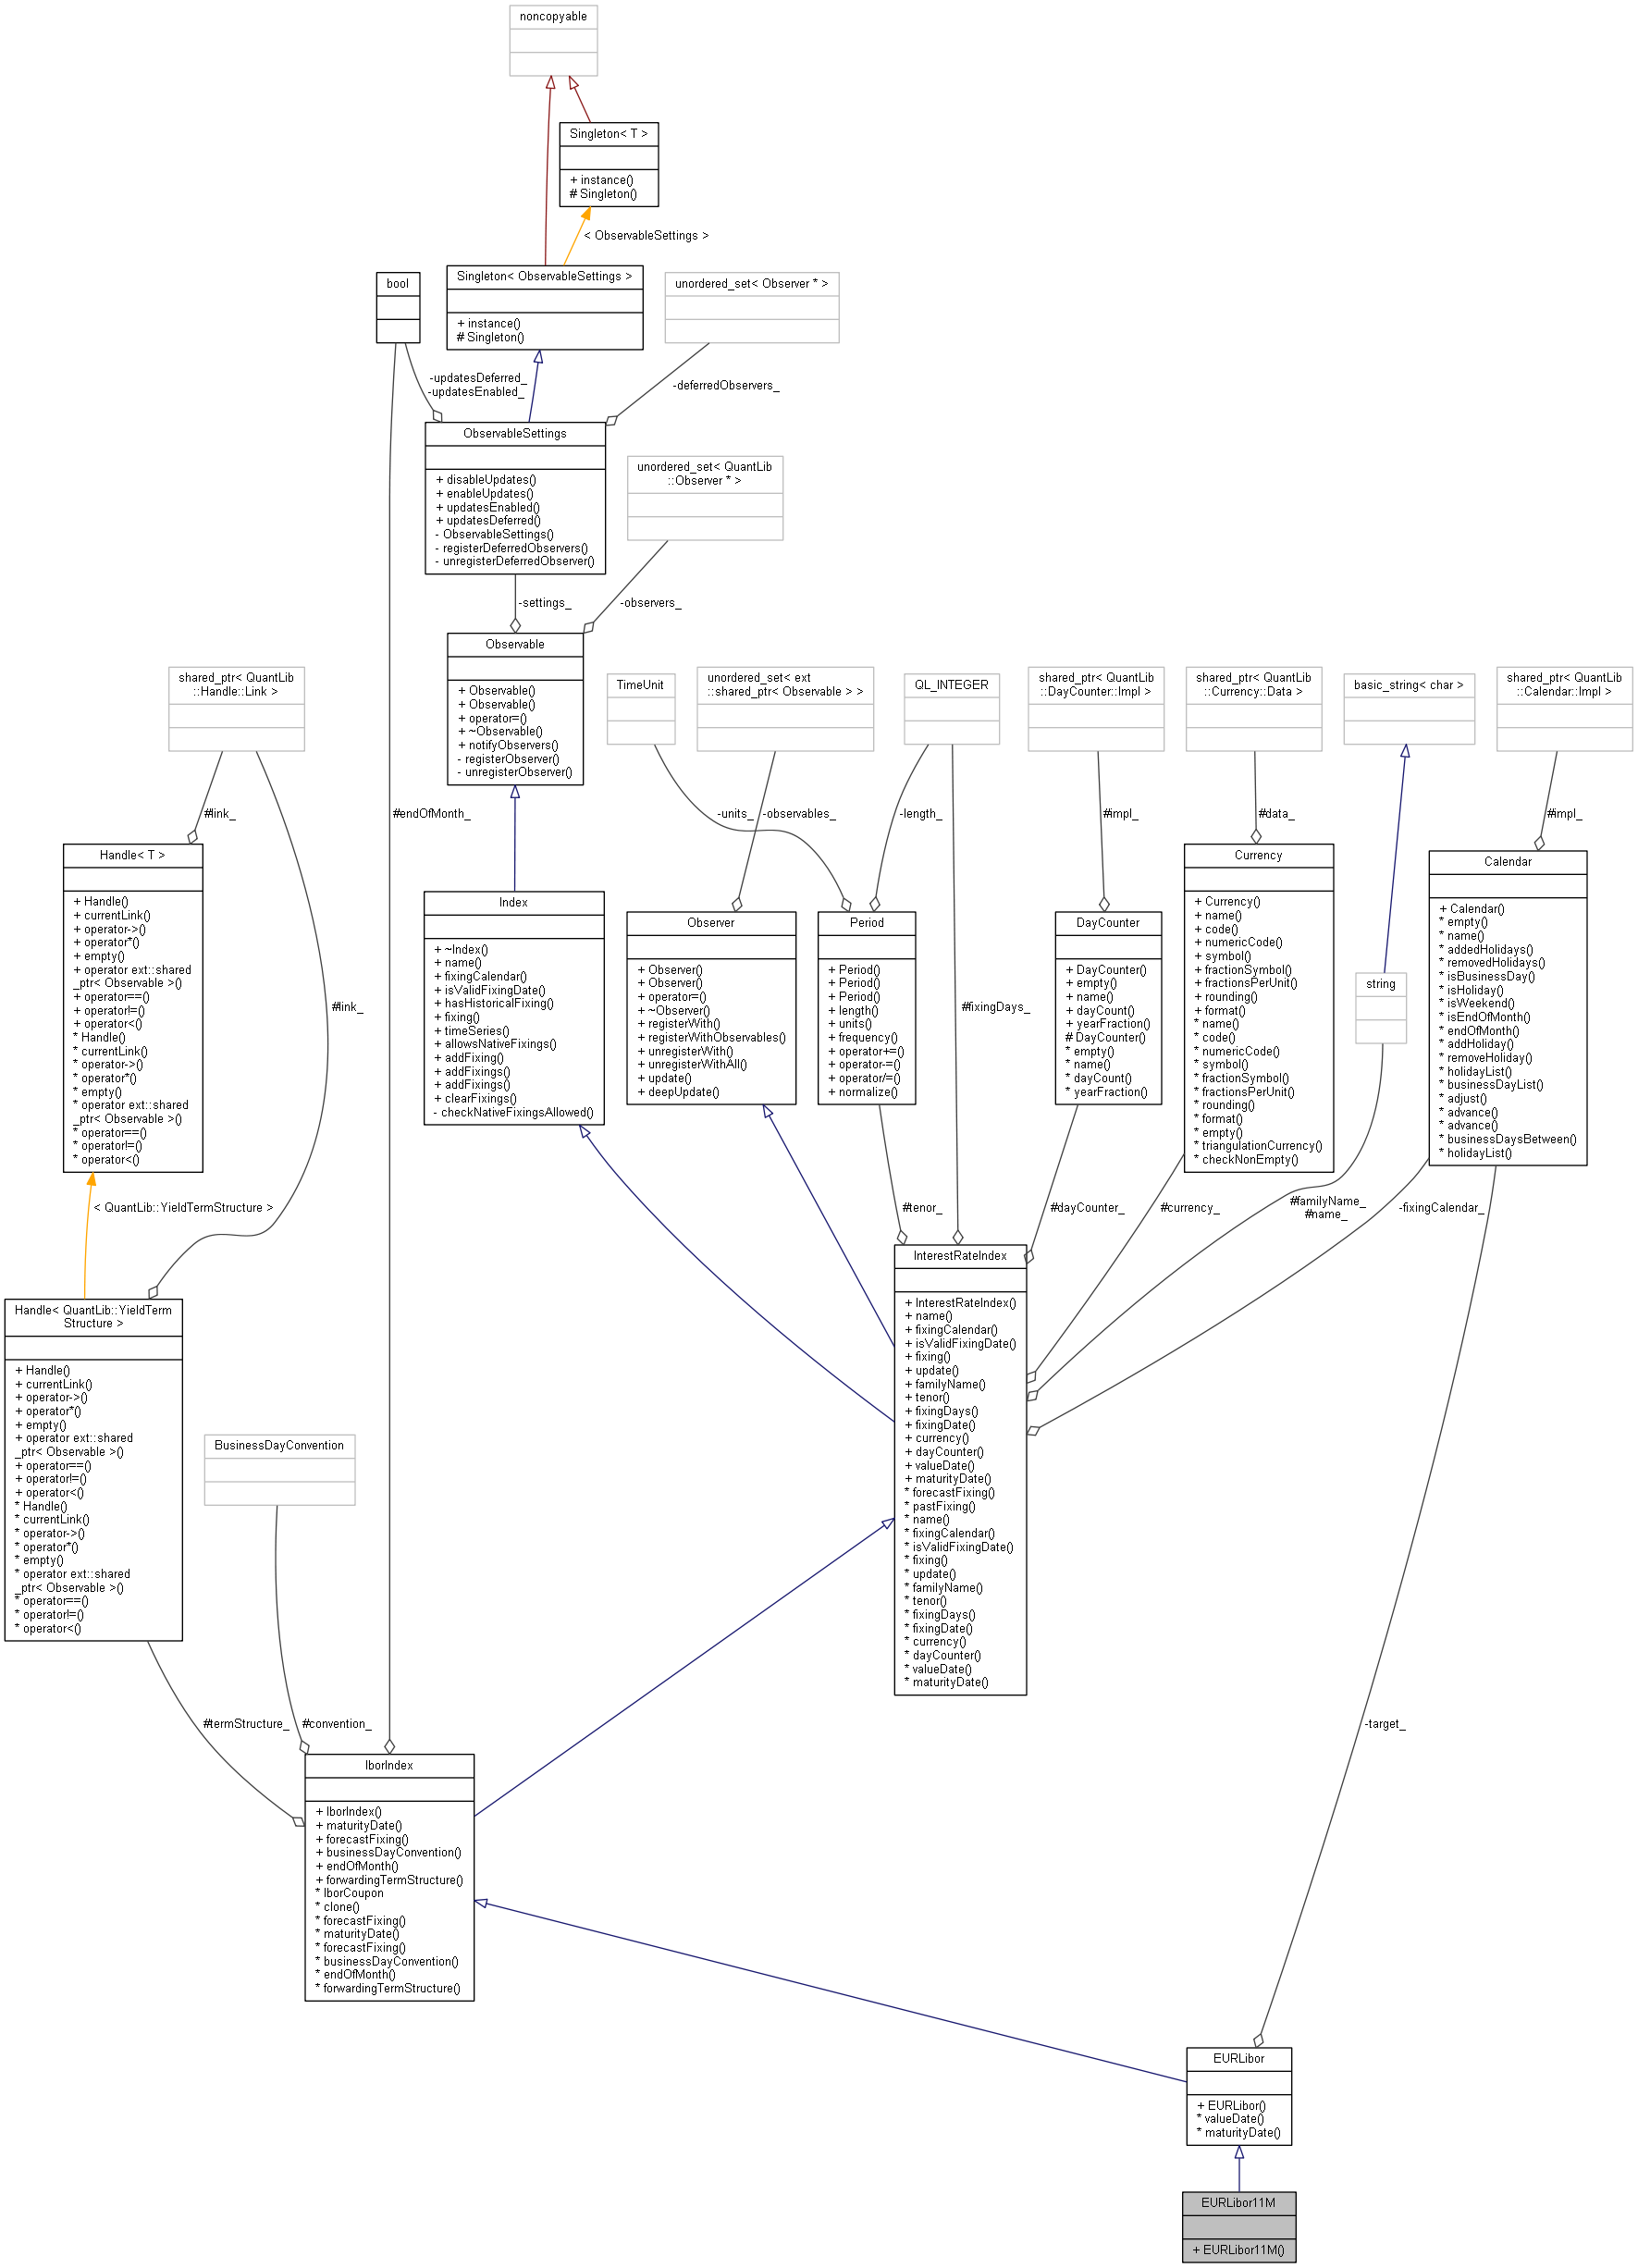 noncopyable
Singleton< T >
+ instance()
# Singleton()
< ObservableSettings >
bool
Singleton< ObservableSettings >
+ instance()
# Singleton()
unordered_set< Observer * >
-updatesDeferred_
-updatesEnabled_
-deferredObservers_
ObservableSettings
+ disableUpdates()
+ enableUpdates()
+ updatesEnabled()
+ updatesDeferred()
- ObservableSettings()
- registerDeferredObservers()
- unregisterDeferredObserver()
unordered_set< QuantLib
::Observer * >
-settings_
-observers_
Observable
+ Observable()
+ Observable()
+ operator=()
+ ~Observable()
+ notifyObservers()
- registerObserver()
- unregisterObserver()
shared_ptr< QuantLib
::Handle::Link >
TimeUnit
unordered_set< ext
::shared_ptr< Observable > >
QL_INTEGER
shared_ptr< QuantLib
::DayCounter::Impl >
shared_ptr< QuantLib
::Currency::Data >
basic_string< char >
shared_ptr< QuantLib
::Calendar::Impl >
#link_
#endOfMonth_
-units_
-observables_
-length_
#impl_
#data_
#impl_
Handle< T >
+ Handle()
+ currentLink()
+ operator->()
+ operator*()
+ empty()
+ operator ext::shared
_ptr< Observable >()
+ operator==()
+ operator!=()
+ operator<()
* Handle()
* currentLink()
* operator->()
* operator*()
* empty()
* operator ext::shared
_ptr< Observable >()
* operator==()
* operator!=()
* operator<()
#link_
Index
+ ~Index()
+ name()
+ fixingCalendar()
+ isValidFixingDate()
+ hasHistoricalFixing()
+ fixing()
+ timeSeries()
+ allowsNativeFixings()
+ addFixing()
+ addFixings()
+ addFixings()
+ clearFixings()
- checkNativeFixingsAllowed()
Observer
+ Observer()
+ Observer()
+ operator=()
+ ~Observer()
+ registerWith()
+ registerWithObservables()
+ unregisterWith()
+ unregisterWithAll()
+ update()
+ deepUpdate()
Period
+ Period()
+ Period()
+ Period()
+ length()
+ units()
+ frequency()
+ operator+=()
+ operator-=()
+ operator/=()
+ normalize()
#fixingDays_
DayCounter
+ DayCounter()
+ empty()
+ name()
+ dayCount()
+ yearFraction()
# DayCounter()
* empty()
* name()
* dayCount()
* yearFraction()
Currency
+ Currency()
+ name()
+ code()
+ numericCode()
+ symbol()
+ fractionSymbol()
+ fractionsPerUnit()
+ rounding()
+ format()
* name()
* code()
* numericCode()
* symbol()
* fractionSymbol()
* fractionsPerUnit()
* rounding()
* format()
* empty()
* triangulationCurrency()
* checkNonEmpty()
string
Calendar
+ Calendar()
* empty()
* name()
* addedHolidays()
* removedHolidays()
* isBusinessDay()
* isHoliday()
* isWeekend()
* isEndOfMonth()
* endOfMonth()
* addHoliday()
* removeHoliday()
* holidayList()
* businessDayList()
* adjust()
* advance()
* advance()
* businessDaysBetween()
* holidayList()
< QuantLib::YieldTermStructure >
#tenor_
#dayCounter_
#currency_
#familyName_
#name_
-fixingCalendar_
Handle< QuantLib::YieldTerm
Structure >
+ Handle()
+ currentLink()
+ operator->()
+ operator*()
+ empty()
+ operator ext::shared
_ptr< Observable >()
+ operator==()
+ operator!=()
+ operator<()
* Handle()
* currentLink()
* operator->()
* operator*()
* empty()
* operator ext::shared
_ptr< Observable >()
* operator==()
* operator!=()
* operator<()
BusinessDayConvention
InterestRateIndex
+ InterestRateIndex()
+ name()
+ fixingCalendar()
+ isValidFixingDate()
+ fixing()
+ update()
+ familyName()
+ tenor()
+ fixingDays()
+ fixingDate()
+ currency()
+ dayCounter()
+ valueDate()
+ maturityDate()
* forecastFixing()
* pastFixing()
* name()
* fixingCalendar()
* isValidFixingDate()
* fixing()
* update()
* familyName()
* tenor()
* fixingDays()
* fixingDate()
* currency()
* dayCounter()
* valueDate()
* maturityDate()
#termStructure_
#convention_
-target_
IborIndex
+ IborIndex()
+ maturityDate()
+ forecastFixing()
+ businessDayConvention()
+ endOfMonth()
+ forwardingTermStructure()
* IborCoupon
* clone()
* forecastFixing()
* maturityDate()
* forecastFixing()
* businessDayConvention()
* endOfMonth()
* forwardingTermStructure()
EURLibor
+ EURLibor()
* valueDate()
* maturityDate()
EURLibor11M
+ EURLibor11M()